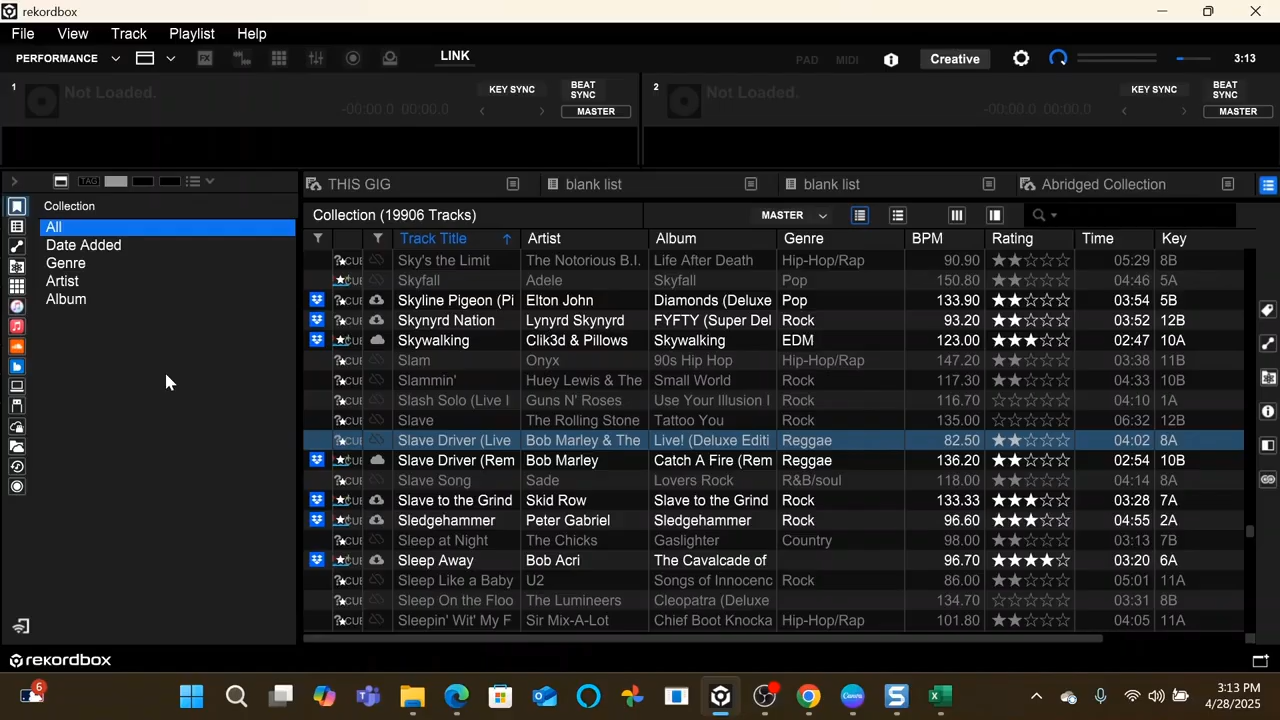 rekordbox
File View Track Playlist Help
PERFORMANCE FX LINK PAD MIDI Creative 3:13
1 Not Loaded. -00:00.0 00:00.0 KEY SYNC BEAT SYNC MASTER
2 Not Loaded. -00:00.0 00:00.0 KEY SYNC BEAT SYNC MASTER
TAG
THIS GIG blank list blank list Abridged Collection
Collection
All
Date Added
Genre
Artist
Album
Collection (19906 Tracks) MASTER
Track Title Artist Album Genre BPM Rating Time Key
Sky's the Limit The Notorious B.I. Life After Death Hip-Hop/Rap 90.90 05:29 8B
Skyfall Adele Skyfall Pop 150.80 04:46 5A
Skyline Pigeon (Pi Elton John Diamonds (Deluxe Pop 133.90 03:54 5B
Skynyrd Nation Lynyrd Skynyrd FYFTY (Super Del Rock 93.20 03:52 12B
Skywalking Clik3d & Pillows Skywalking EDM 123.00 02:47 10A
Slam Onyx 90s Hip Hop Hip-Hop/Rap 147.20 03:38 11B
Slammin' Huey Lewis & The Small World Rock 117.30 04:33 10B
Slash Solo (Live I Guns N' Roses Use Your Illusion I Rock 116.70 04:10 1A
Slave The Rolling Stone Tattoo You Rock 135.00 06:32 12B
Slave Driver (Live Bob Marley & The Live! (Deluxe Editi Reggae 82.50 04:02 8A
Slave Driver (Rem Bob Marley Catch A Fire (Rem Reggae 136.20 02:54 10B
Slave Song Sade Lovers Rock R&B/soul 118.00 04:14 8A
Slave to the Grind Skid Row Slave to the Grind Rock 133.33 03:28 7A
Sledgehammer Peter Gabriel Sledgehammer Rock 96.60 04:55 2A
Sleep at Night The Chicks Gaslighter Country 98.00 03:13 7B
Sleep Away Bob Acri The Cavalcade of 96.70 03:20 6A
Sleep Like a Baby U2 Songs of Innocenc Rock 86.00 05:01 11A
Sleep On the Floo The Lumineers Cleopatra (Deluxe 134.70 03:31 8B
Sleepin' Wit' My F Sir Mix-A-Lot Chief Boot Knocka Hip-Hop/Rap 101.80 04:05 11A
rekordbox
6
3:13 PM
4/28/2025